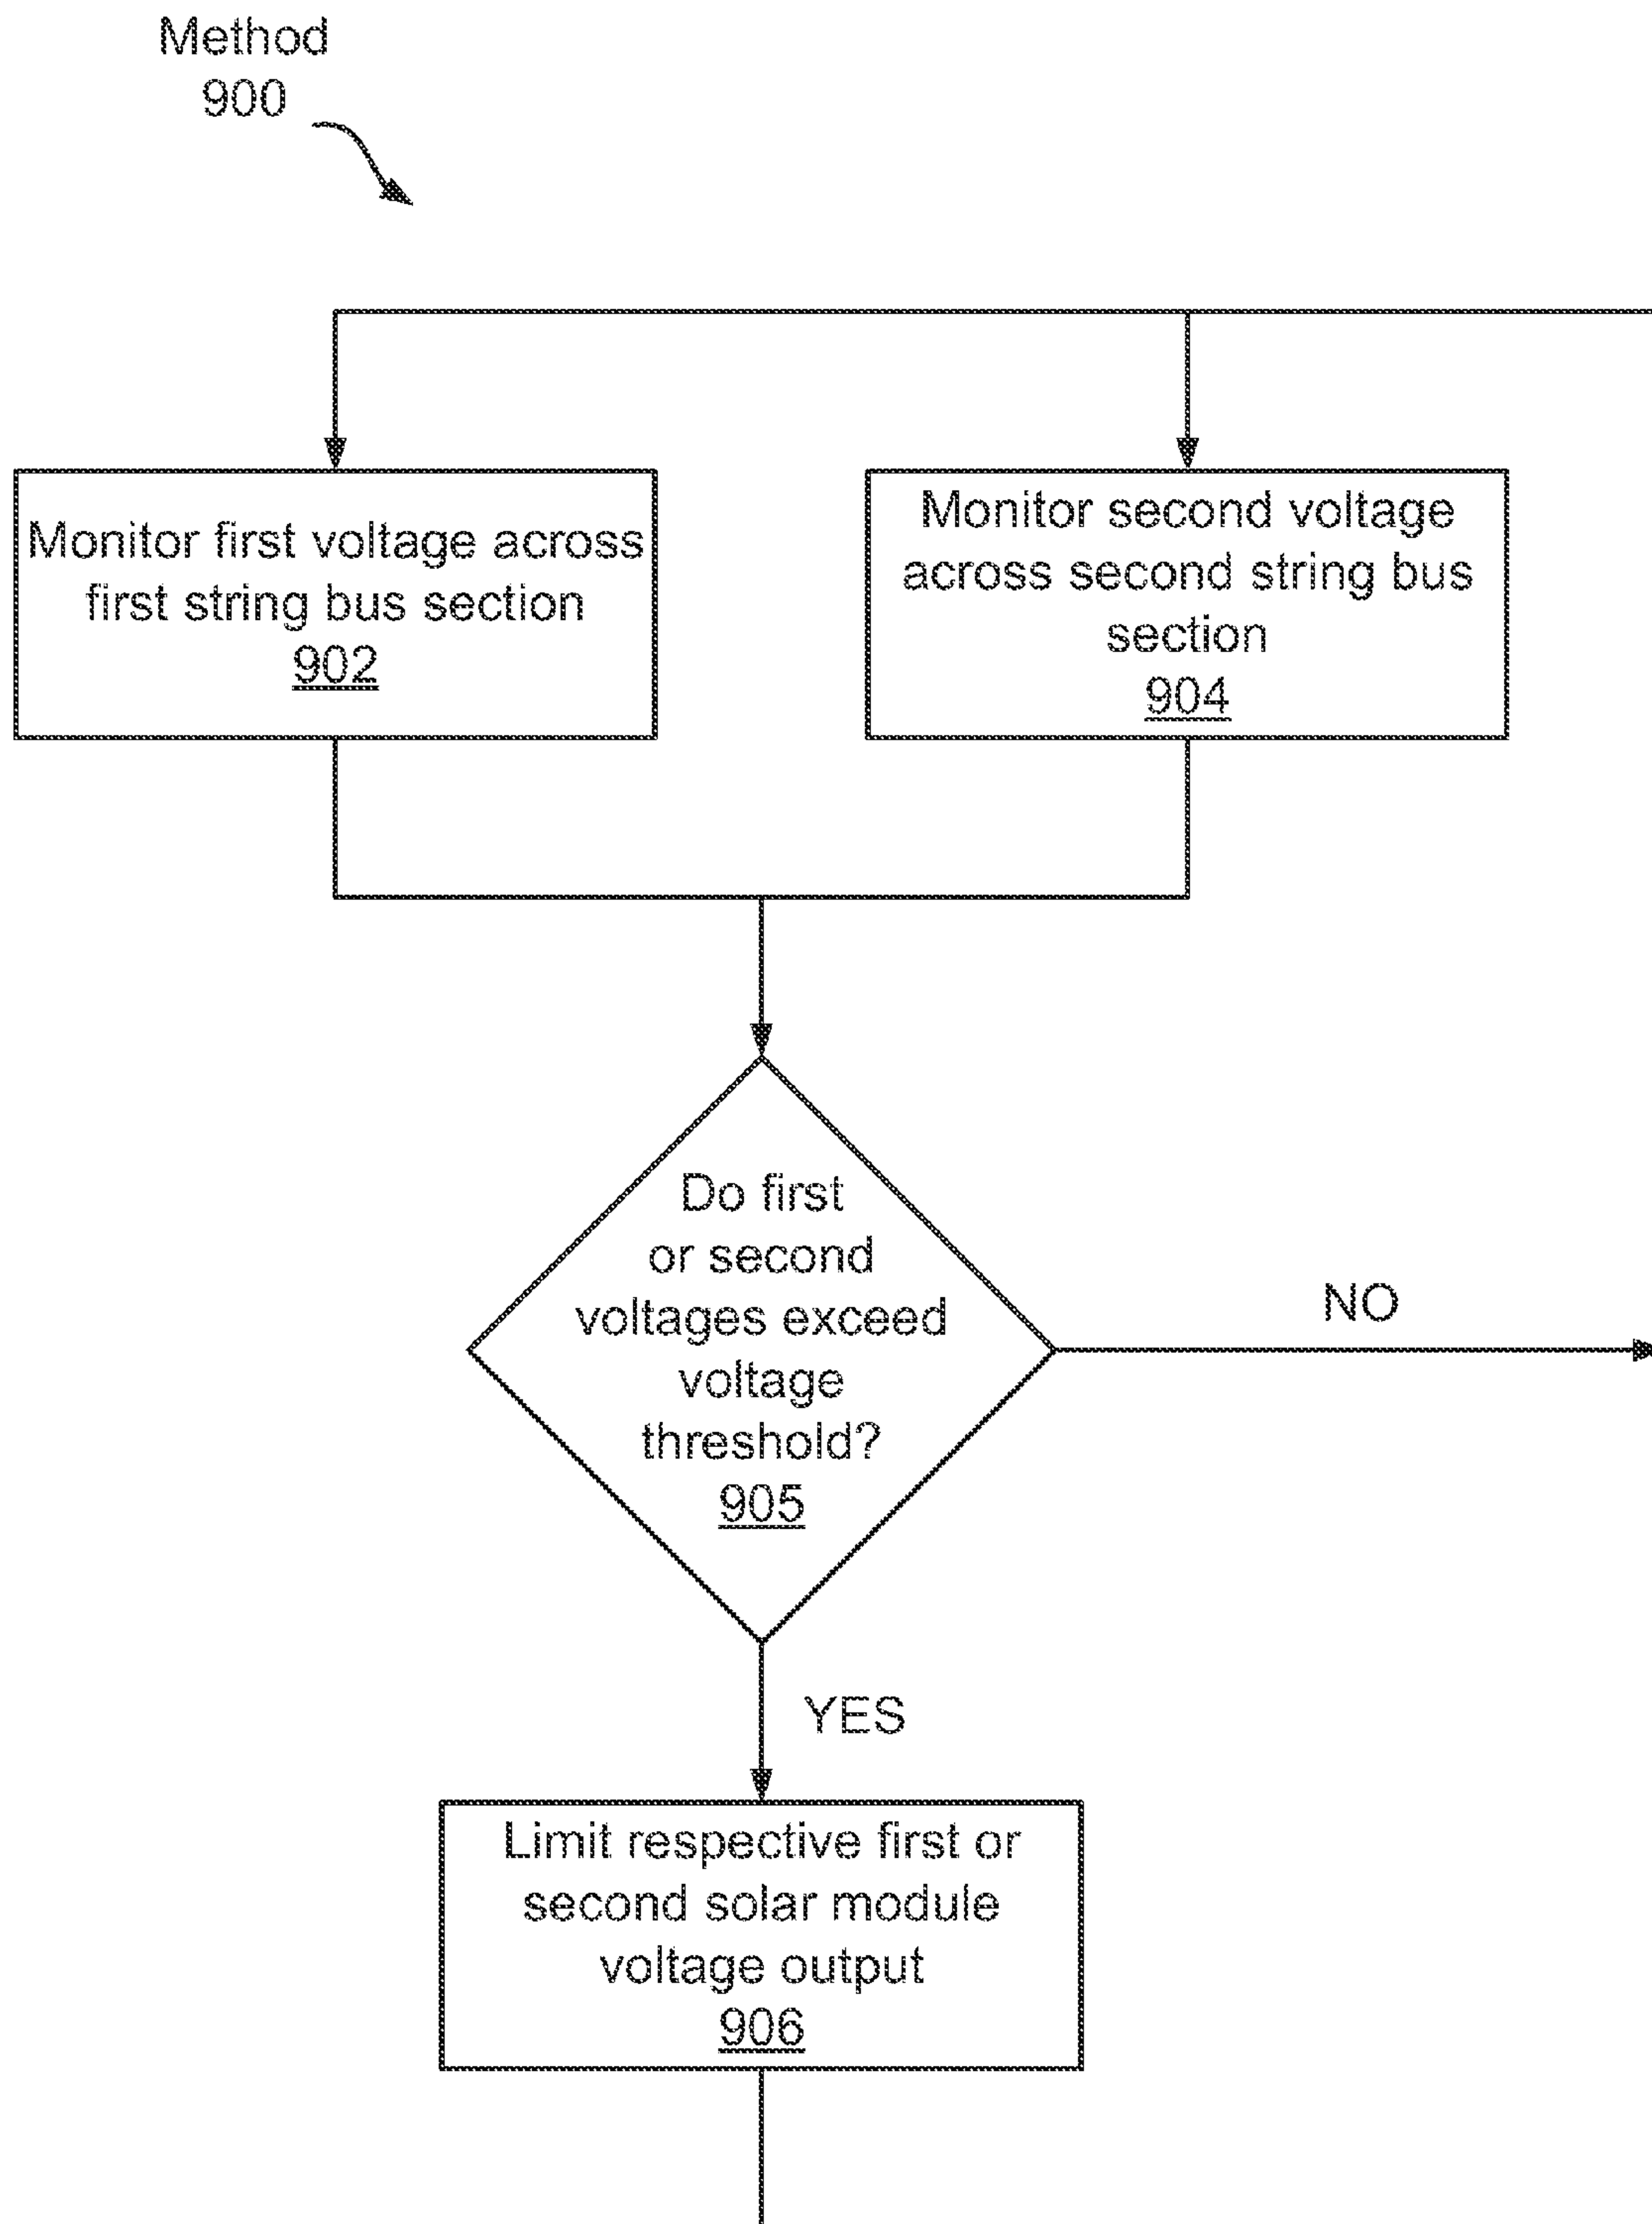 Method
900
Monitor first voltage across
first string bus section
902
Monitor second voltage
across second string bus
section
904
Do first
or second
voltages exceed
voltage
threshold?
905
NO
YES
Limit respective first or
second solar module
voltage output
906